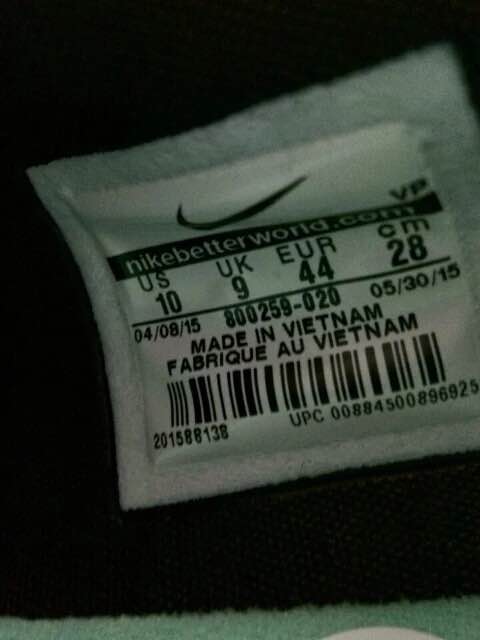 VP
nikebetterworld.com
US UK EUR cm
10 9 44 28
04/08/15 800259-020 05/30/15
MADE IN VIETNAM
FABRIQUE AU VIETNAM
201588138 UPC 00884500896925